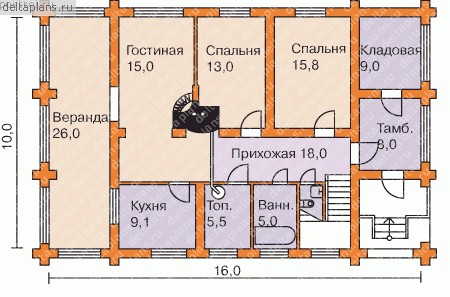 deltaplans.ru
Гостиная
15,0
Спальня
13,0
Спальня
15,8
Кладовая
9,0
Веранда
26,0
Тамб.
8,0
Прихожая 18,0
Кухня
9,1
Топ.
5,5
Ванн.
5,0
10,0
16,0